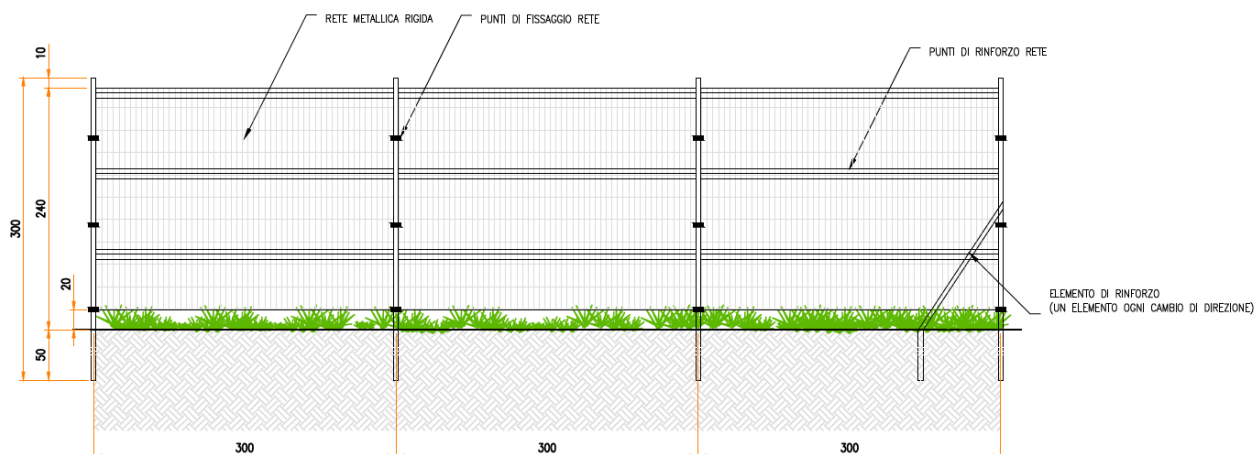 RETE METALLICA RIGIDA
PUNTI DI FISSAGGIO RETE
PUNTI DI RINFORZO RETE
10
300
240
20
50
ELEMENTO DI RINFORZO
(UN ELEMENTO OGNI CAMBIO DI DIREZIONE)
300
300
300